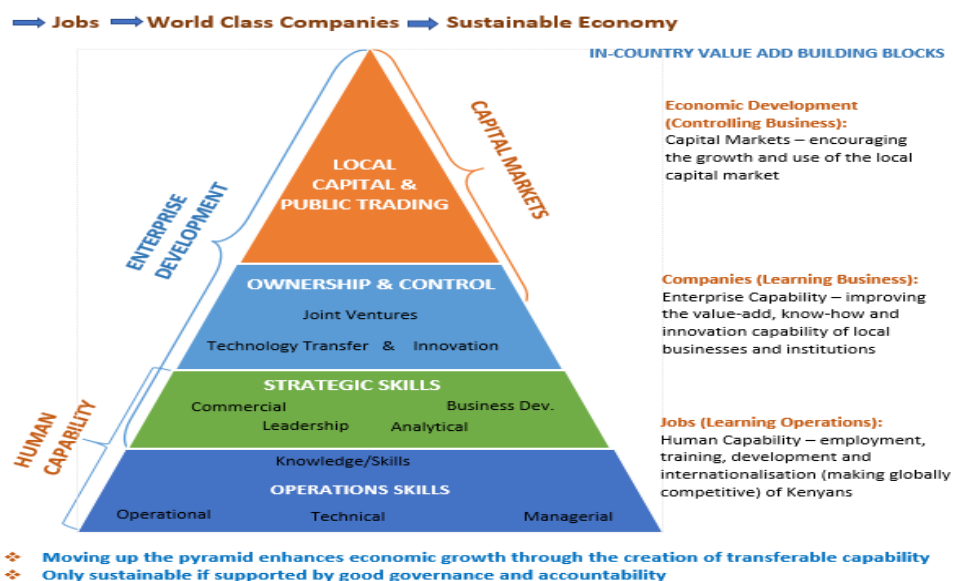 Jobs World Class Companies Sustainable Economy
IN-COUNTRY VALUE ADD BUILDING BLOCKS
ENTERPRISE
DEVELOPMENT
HUMAN
CAPABILITY
CAPITAL MARKETS
LOCAL
CAPITAL &
PUBLIC TRADING
OWNERSHIP & CONTROL
Joint Ventures
Technology Transfer & Innovation
STRATEGIC SKILLS
Commercial Business Dev.
Leadership Analytical
Knowledge/Skills
OPERATIONS SKILLS
Operational Technical Managerial
Economic Development
(Controlling Business):
Capital Markets – encouraging
the growth and use of the local
capital market
Companies (Learning Business):
Enterprise Capability – improving
the value-add, know-how and
innovation capability of local
businesses and institutions
Jobs (Learning Operations):
Human Capability – employment,
training, development and
internationalisation (making globally
competitive) of Kenyans
❖ Moving up the pyramid enhances economic growth through the creation of transferable capability
❖ Only sustainable if supported by good governance and accountability